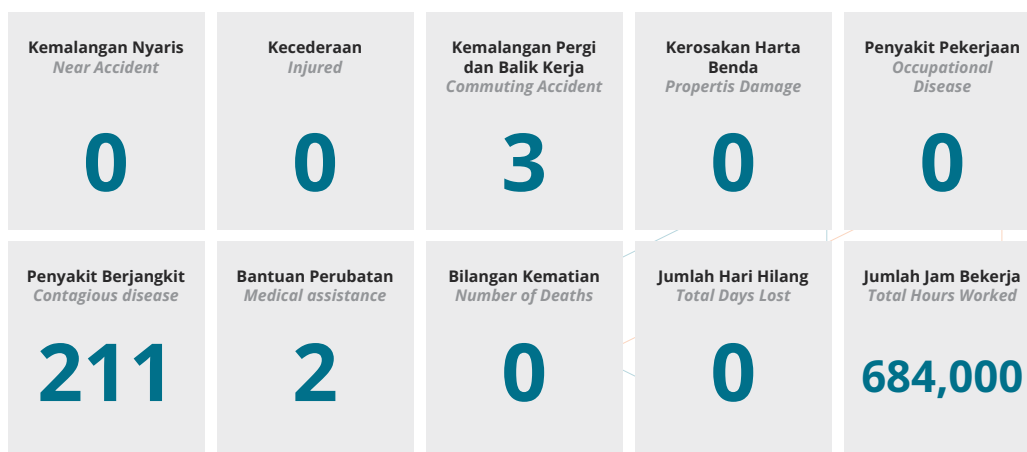 Kemalangan Nyaris
Near Accident
0
Kecederaan
Injured
0
Kemalangan Pergi
dan Balik Kerja
Commuting Accident
3
Kerosakan Harta
Benda
Propertis Damage
0
Penyakit Pekerjaan
Occupational
Disease
0
Penyakit Berjangkit
Contagious disease
211
Bantuan Perubatan
Medical assistance
2
Bilangan Kematian
Number of Deaths
0
Jumlah Hari Hilang
Total Days Lost
0
Jumlah Jam Bekerja
Total Hours Worked
684,000